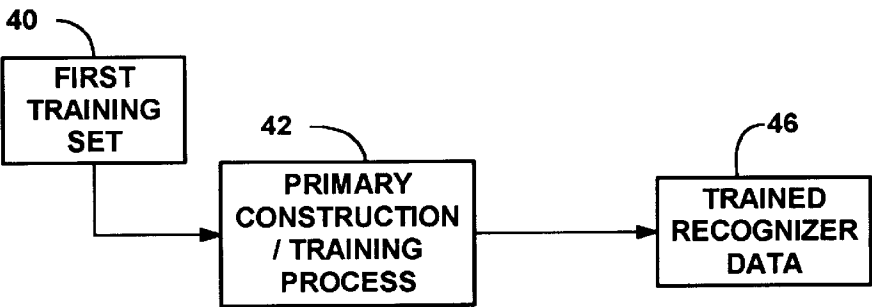 40
FIRST
TRAINING
SET
42
PRIMARY
CONSTRUCTION
/ TRAINING
PROCESS
46
TRAINED
RECOGNIZER
DATA